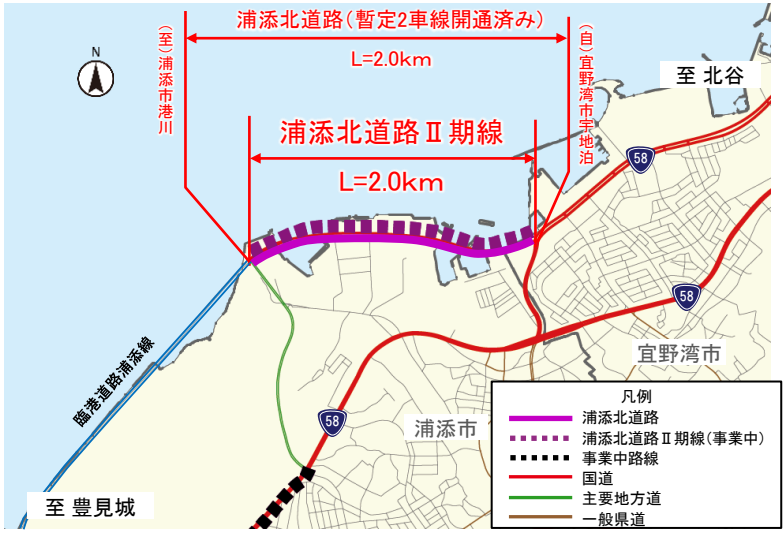 浦添北道路(暫定2車線開通済み)
L=2.0km
(至)浦添市港川
(自)宜野湾市宇地泊
N
至 北谷
浦添北道路Ⅱ期線
L=2.0km
58
58
58
臨港道路浦添線
宜野湾市
浦添市
至 豊見城
凡例
浦添北道路
浦添北道路Ⅱ期線(事業中)
事業中路線
国道
主要地方道
一般県道